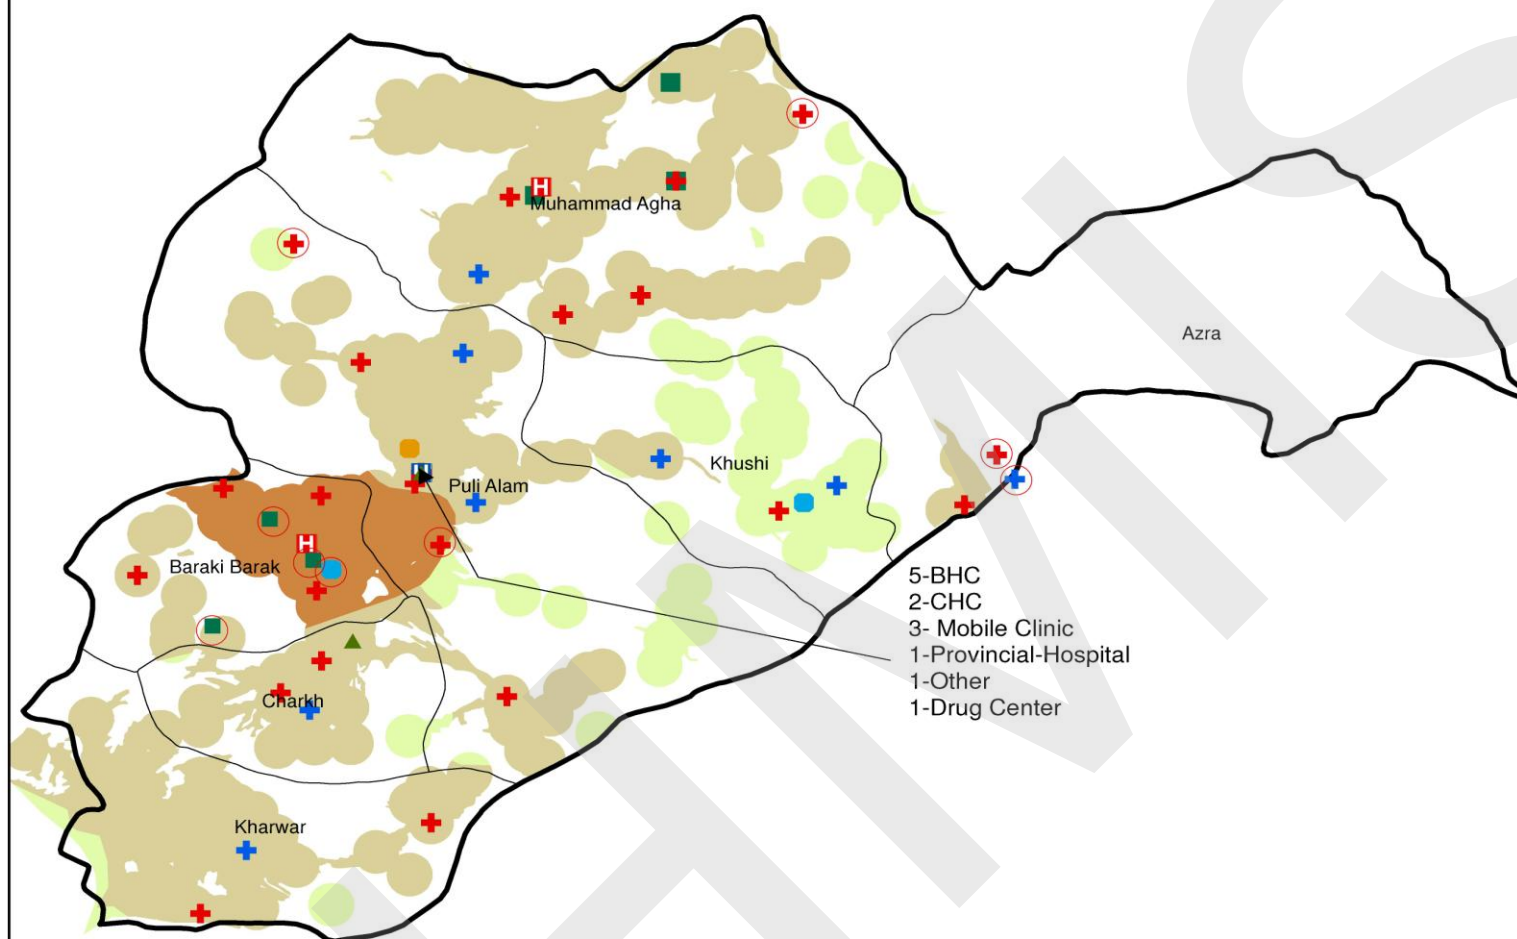 H
Muhammad Agha
Azra
Khushi
H
Puli Alam
H
Baraki Barak
5-BHC
2-CHC
3- Mobile Clinic
1-Provincial-Hospital
1-Other
1-Drug Center
Charkh
Kharwar
HMIS